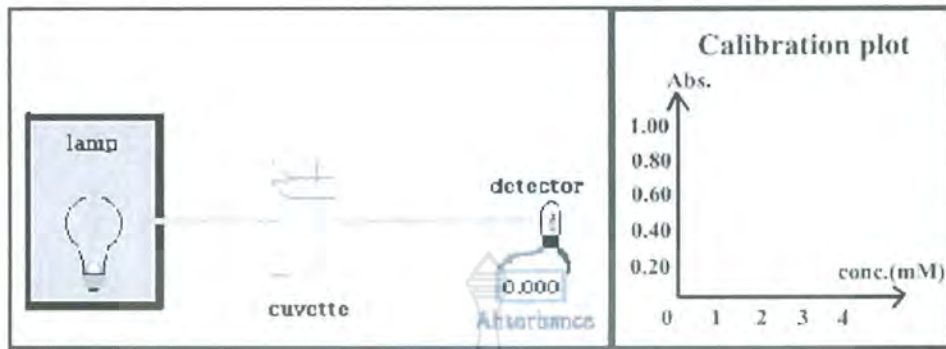 lamp
detector
0.000
Absorbance
cuvette
Calibration plot
Abs.
1.00
0.80
0.60
0.40
0.20
conc.(mM)
0 1 2 3 4